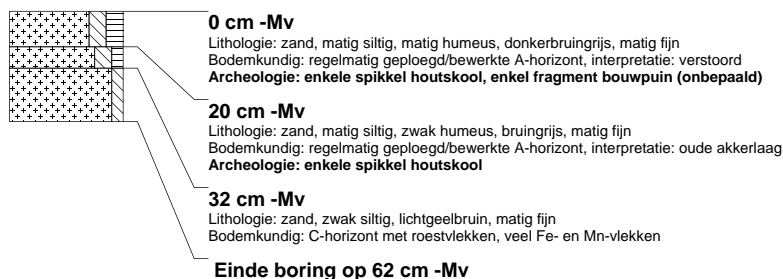 0 cm -Mv
Lithologie: zand, matig siltig, matig humeus, donkerbruingrijs, matig fijn
Bodemkundig: regelmatig geploegd/bewerkte A-horizont, interpretatie: verstoord
Archeologie: enkele spikkel houtskool, enkel fragment bouwpuin (onbepaald)
20 cm -Mv
Lithologie: zand, matig siltig, zwak humeus, bruingrijs, matig fijn
Bodemkundig: regelmatig geploegd/bewerkte A-horizont, interpretatie: oude akkerlaag
Archeologie: enkele spikkel houtskool
32 cm -Mv
Lithologie: zand, zwak siltig, lichtgeelbruin, matig fijn
Bodemkundig: C-horizont met roestvlekken, veel Fe- en Mn-vlekken
Einde boring op 62 cm -Mv